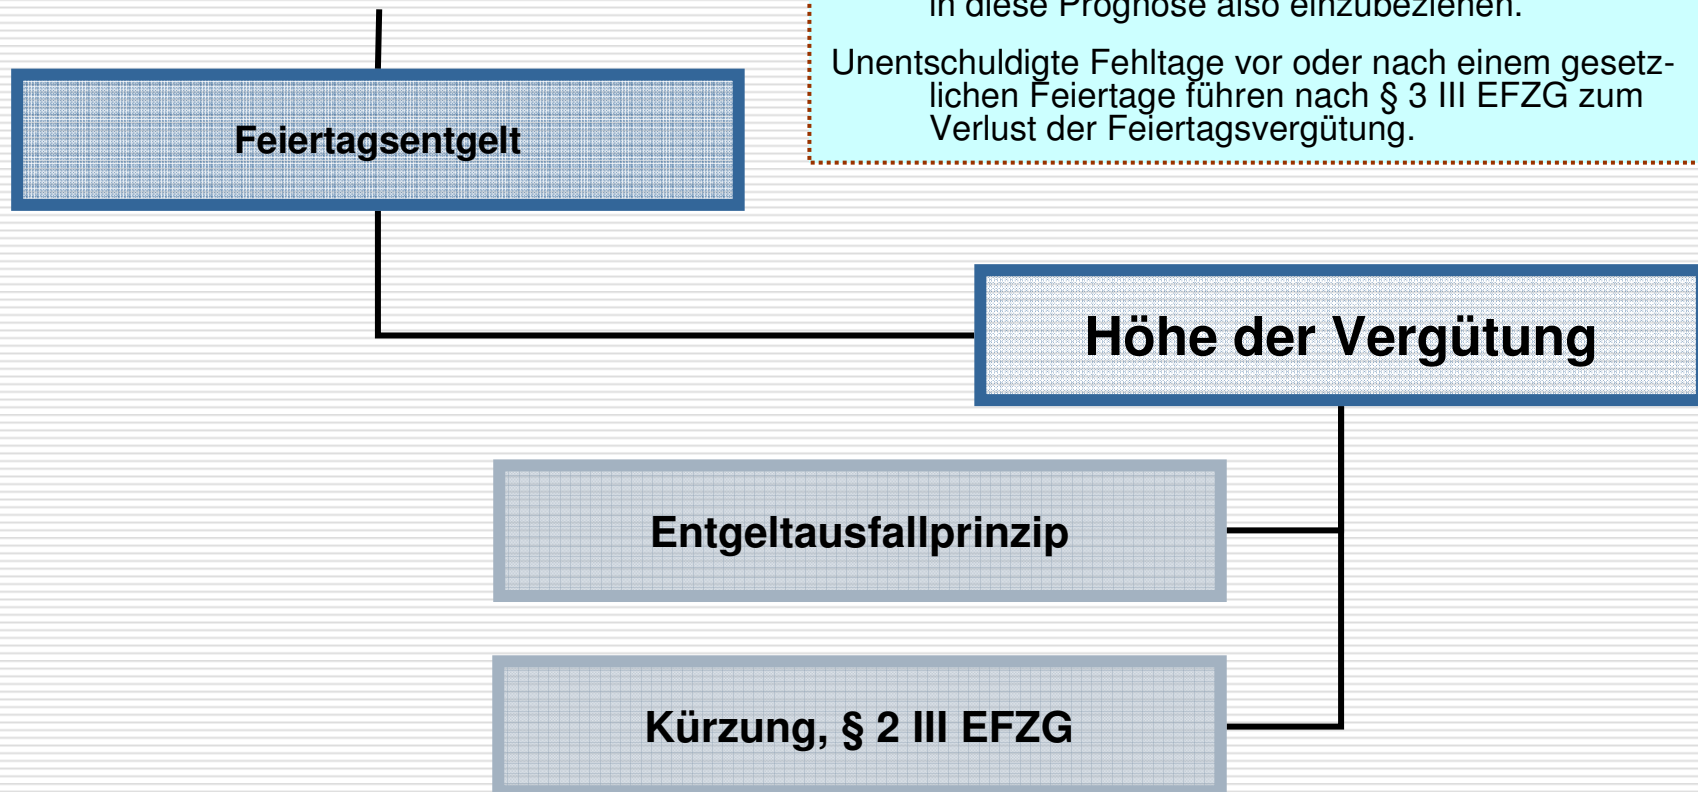 in diese Prognose also einzubeziehen.
Unentschuldigte Fehltage vor oder nach einem gesetz-
lichen Feiertage führen nach § 3 III EFZG zum
Verlust der Feiertagsvergütung.
Feiertagsentgelt
Höhe der Vergütung
Entgeltausfallprinzip
Kürzung, § 2 III EFZG